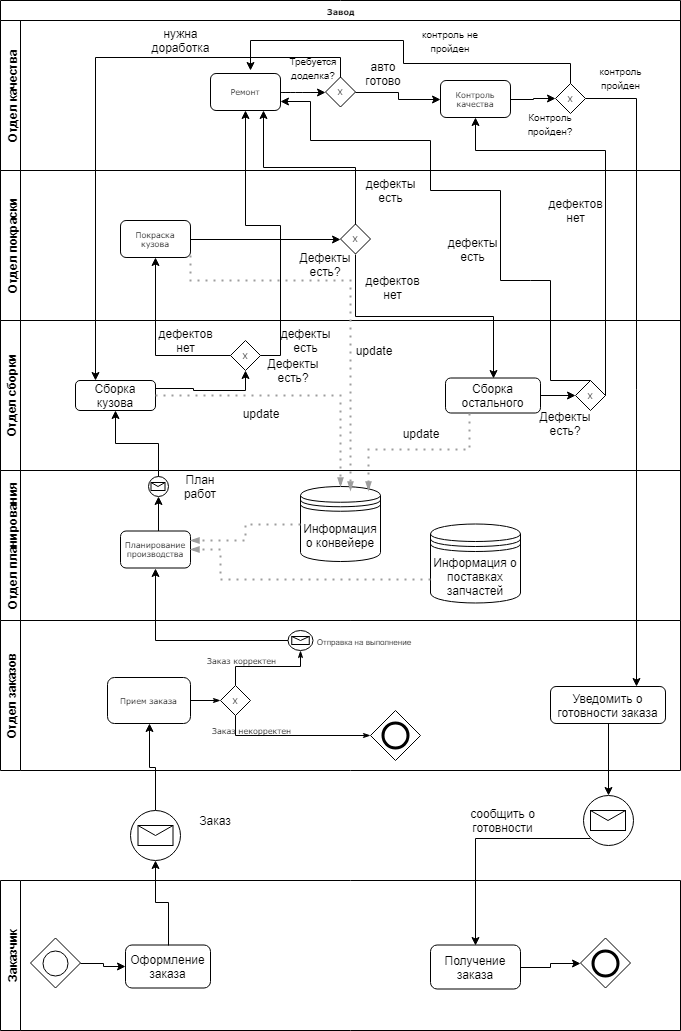 Завод
Отдел качества
нужна
доработка
Требуется
доделка?
X
авто
готово
контроль не
пройден
контроль
пройден
Ремонт
Контроль
качества
X
Контроль
пройден?
Отдел покраски
дефекты
есть
Покраска
кузова
X
Дефекты
есть?
дефектов
нет
дефекты
есть
дефектов
нет
Отдел сборки
дефектов
нет
X
дефекты
есть
Дефекты
есть?
update
Сборка
кузова
update
Сборка
остального
X
Дефекты
есть?
update
Отдел планирования
План
работ
Планирование
производства
Информация
о конвейере
Информация о
поставках
запчастей
Отдел заказов
Отправка на выполнение
Заказ корректен
Прием заказа
X
Заказ некорректен
Уведомить о
готовности заказа
Заказ
сообщить о
готовности
Заказчик
Оформление
заказа
Получение
заказа